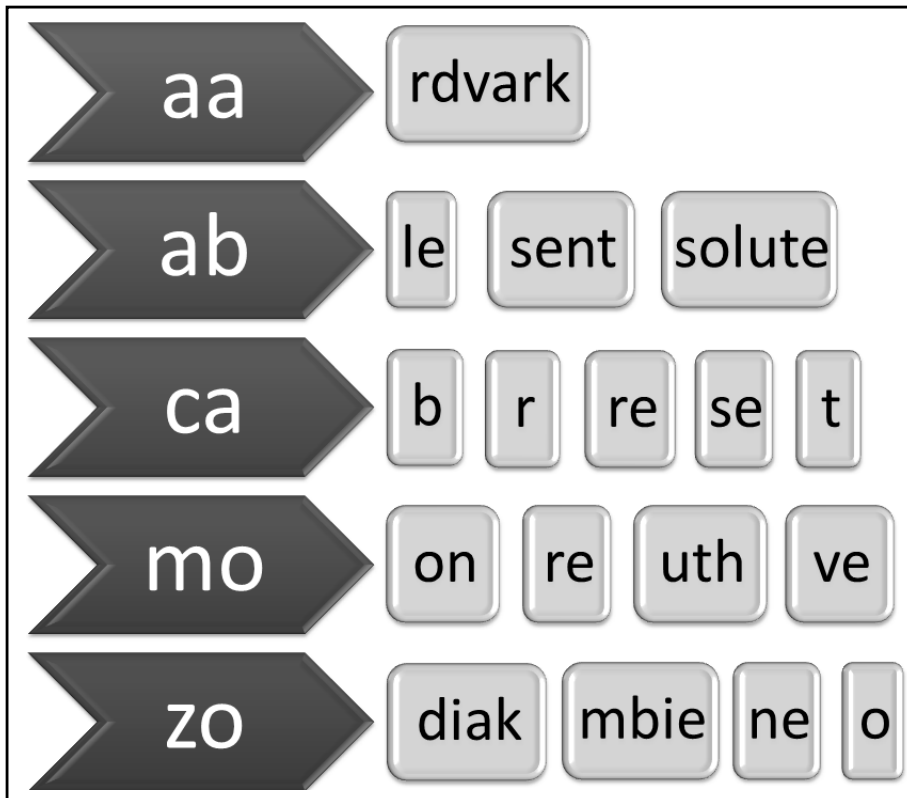 aa rdvark
ab le sent solute
ca b r re se t
mo on re uth ve
zo diak mbie ne o